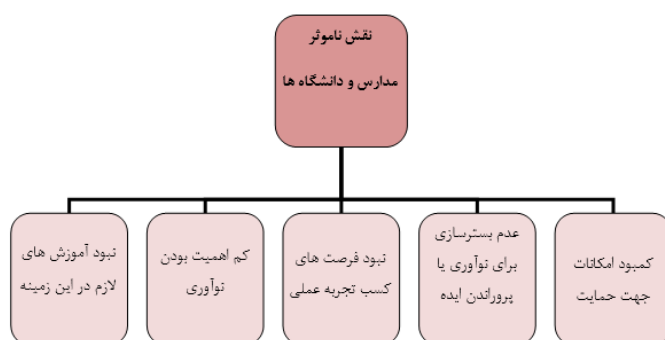 نقش ناموثر
مدارس و دانشگاه ها
کمبود امکانات
جهت حمایت
عدم بسترسازی
برای نوآوری یا
پروراندن ایده
نبود فرصت های
کسب تجربه عملی
کم اهمیت بودن
نوآوری
نبود آموزش های
لازم در این زمینه